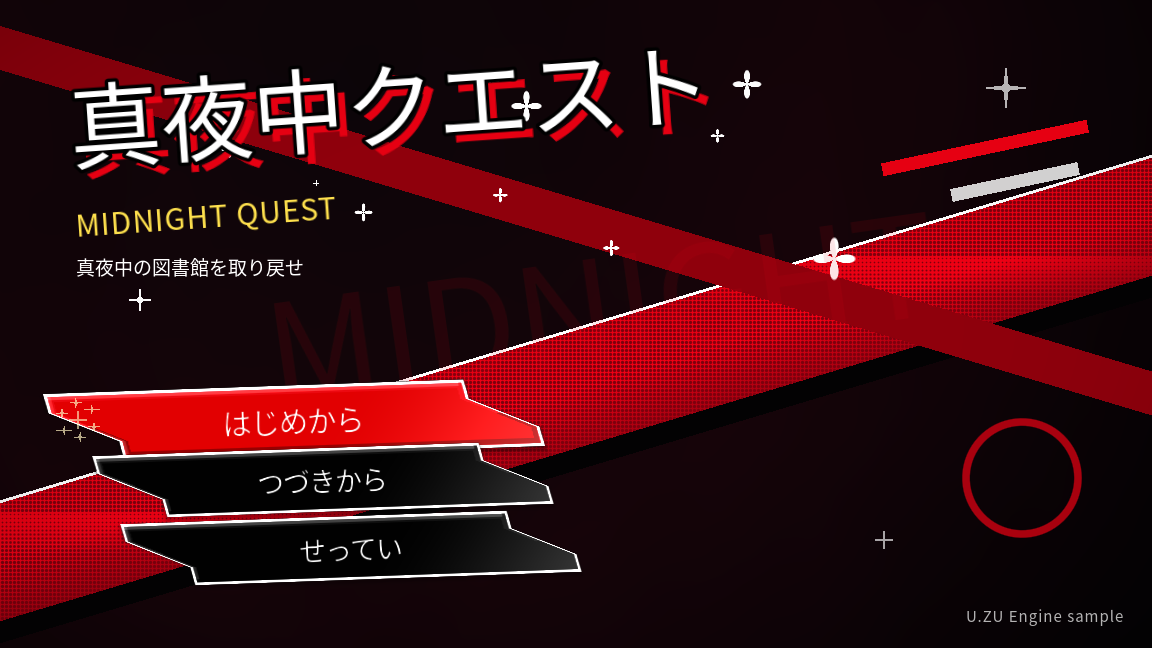 真夜中クエスト
MIDNIGHT QUEST
真夜中の図書館を取り戻せ
MIDNIGHT
はじめから
つづきから
せってい
U.ZU Engine sample